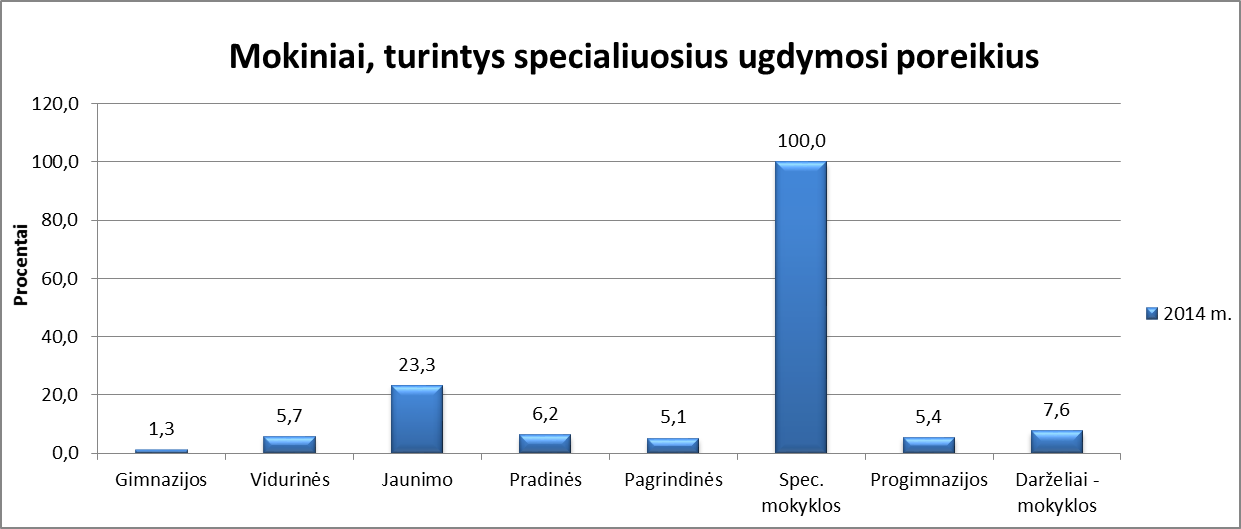 Mokiniai, turintys specialiuosius ugdymosi poreikius
120,0
100,0
80,0
60,0
40,0
20,0
0,0
Procentai
1,3
5,7
23,3
6,2
5,1
100,0
5,4
7,6
Gimnazijos
Vidurinės
Jaunimo
Pradinės
Pagrindinės
Spec.
mokyklos
Progimnazijos
Darželiai -
mokyklos
2014 m.